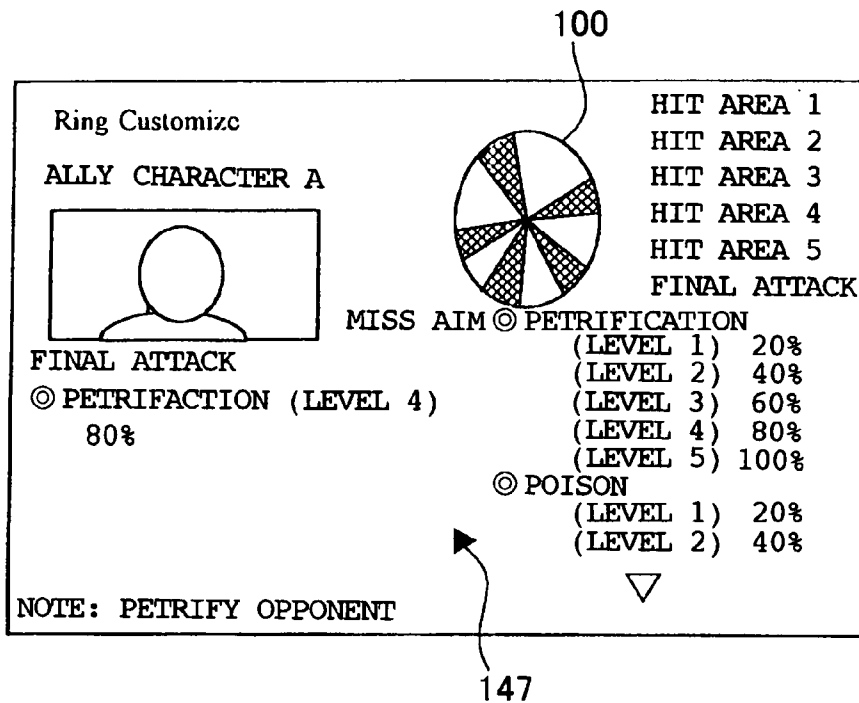 100
Ring Customize
ALLY CHARACTER A
HIT AREA 1
HIT AREA 2
HIT AREA 3
HIT AREA 4
HIT AREA 5
FINAL ATTACK
MISS AIM ◎ PETRIFICATION
(LEVEL 1) 20%
(LEVEL 2) 40%
(LEVEL 3) 60%
(LEVEL 4) 80%
(LEVEL 5) 100%
◎ POISON
(LEVEL 1) 20%
(LEVEL 2) 40%
FINAL ATTACK
◎ PETRIFACTION (LEVEL 4)
80%
NOTE: PETRIFY OPPONENT
147